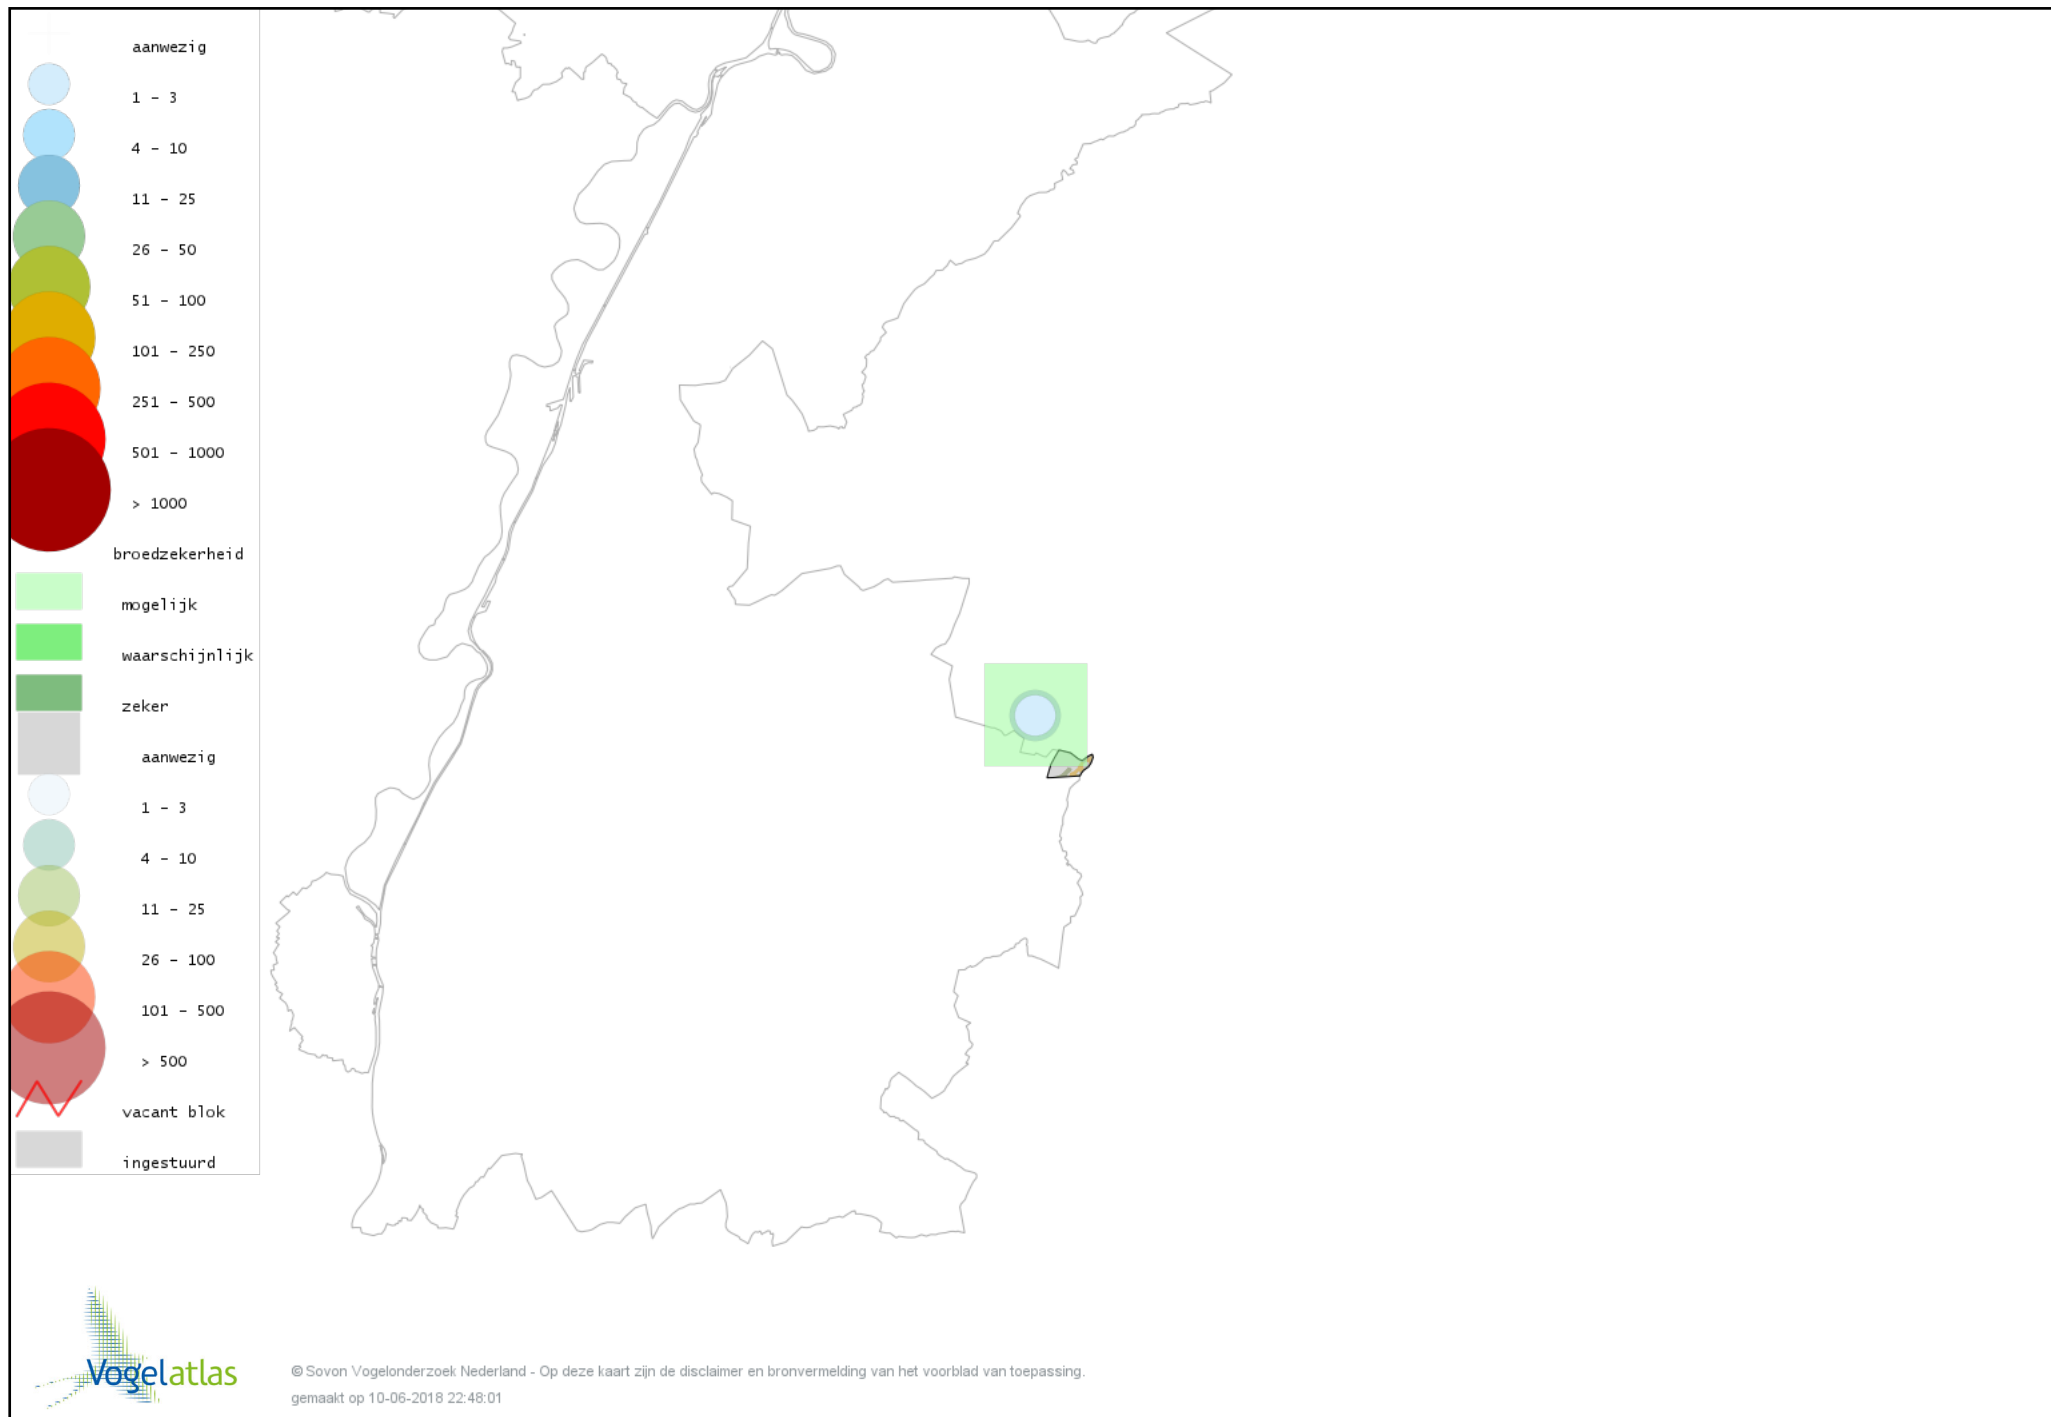 aanwezig
1 - 3
4 - 10
11 - 25
26 - 50
51 - 100
101 - 250
251 - 500
501 - 1000
> 1000
broedzekerheid
mogelijk
waarschijnlijk
zeker
aanwezig
1 - 3
4 - 10
11 - 25
26 - 100
101 - 500
> 500
vacant blok
ingestuurd
Vogelatlas
© Sovon Vogelonderzoek Nederland - Op deze kaart zijn de disclaimer en bronvermelding van het voorblad van toepassing.
gemaakt op 10-06-2018 22:48:01